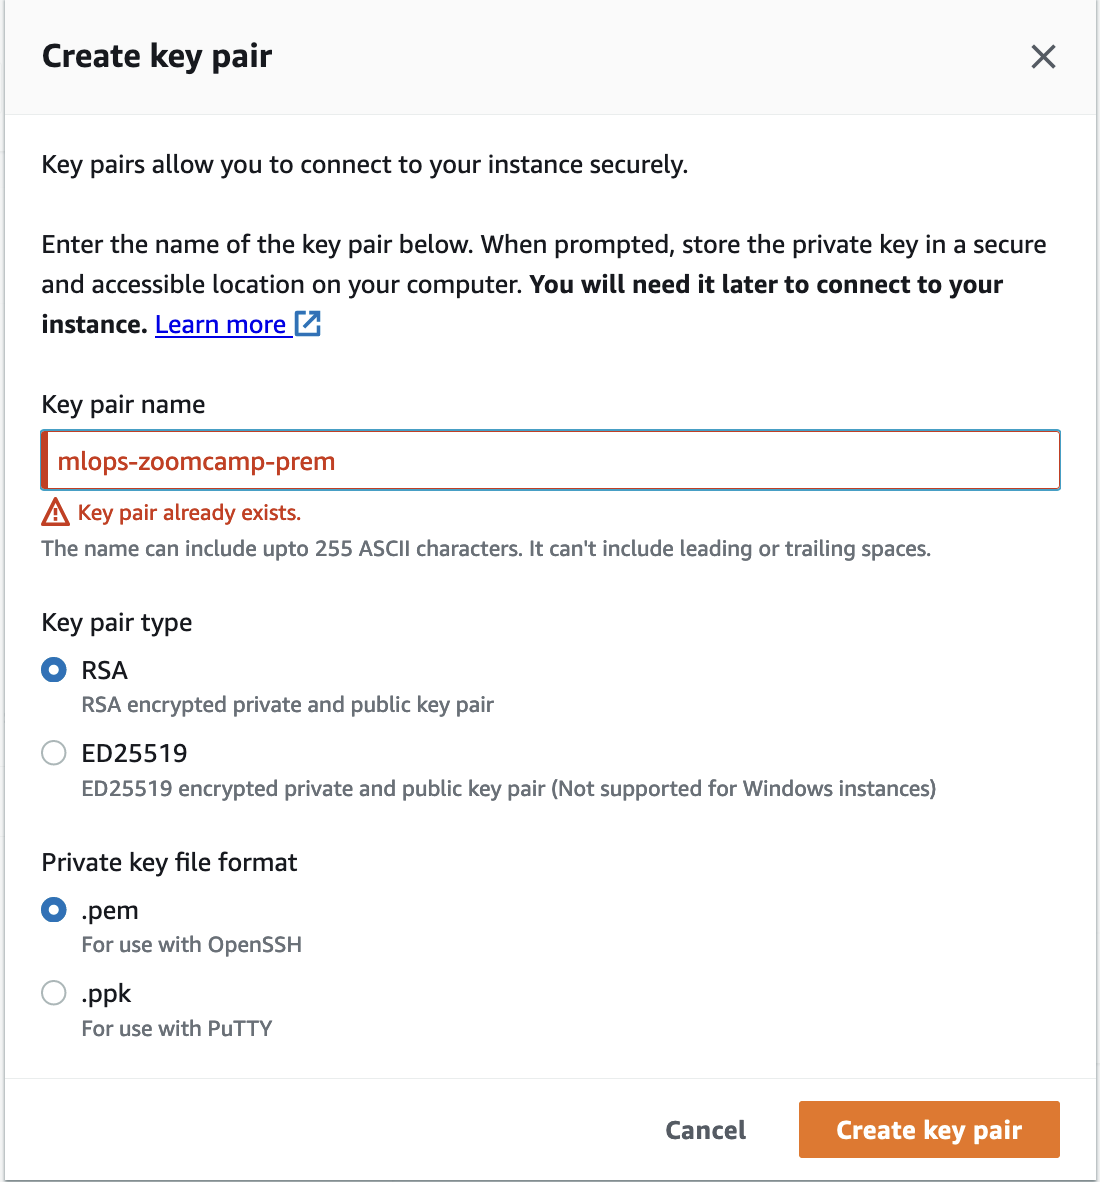 Create key pair
Key pairs allow you to connect to your instance securely.
Enter the name of the key pair below. When prompted, store the private key in a secure
and accessible location on your computer. You will need it later to connect to your
instance. Learn more
Key pair name
mlops-zoomcamp-prem
Key pair already exists.
The name can include upto 255 ASCII characters. It can't include leading or trailing spaces.
Key pair type
RSA
RSA encrypted private and public key pair
ED25519
ED25519 encrypted private and public key pair (Not supported for Windows instances)
Private key file format
.pem
For use with OpenSSH
.ppk
For use with PuTTY
Cancel Create key pair